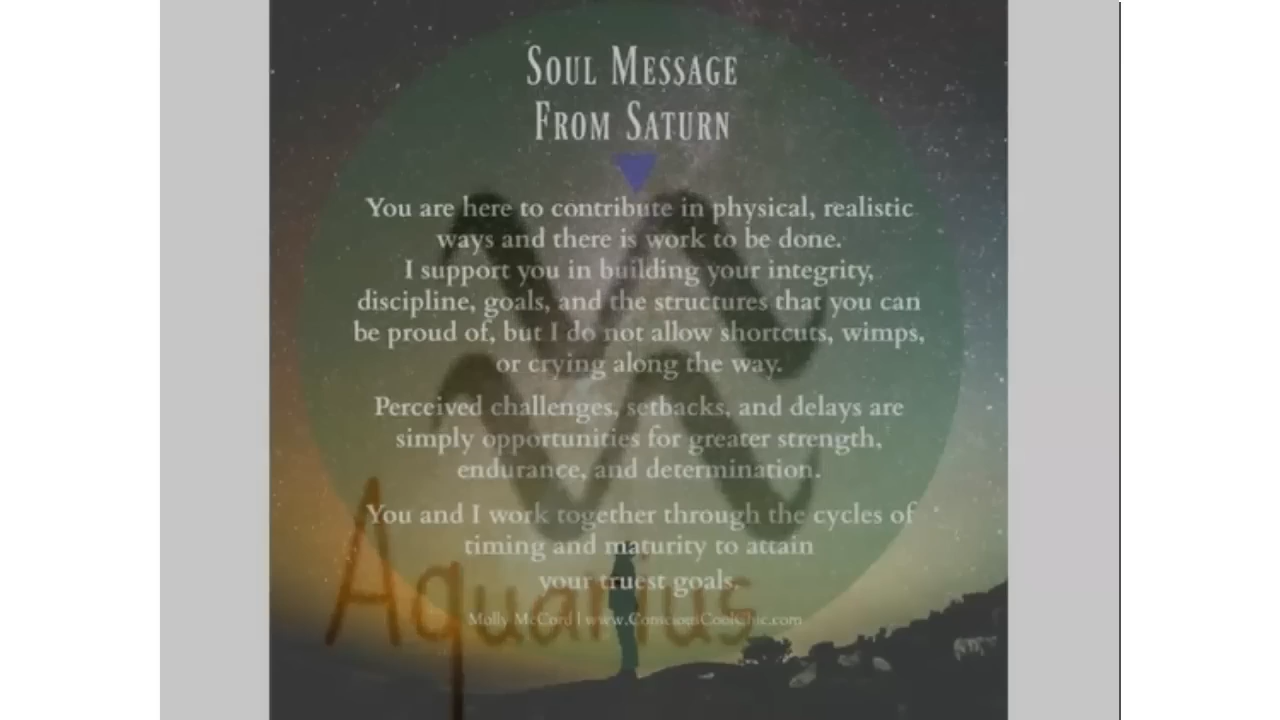 SOUL MESSAGE
FROM SATURN
You are here to contribute in physical, realistic
ways and there is work to be done.
I support you in building your integrity,
discipline, goals, and the structures that you can
be proud of, but I do not allow shortcuts, wimps,
or crying along the way.
Perceived challenges, setbacks, and delays are
simply opportunities for greater strength,
endurance, and determination.
You and I work together through the cycles of
timing and maturity to attain
your truest goals.
Aquarius
Molly McCord | www.ConsciousCoolChic.com